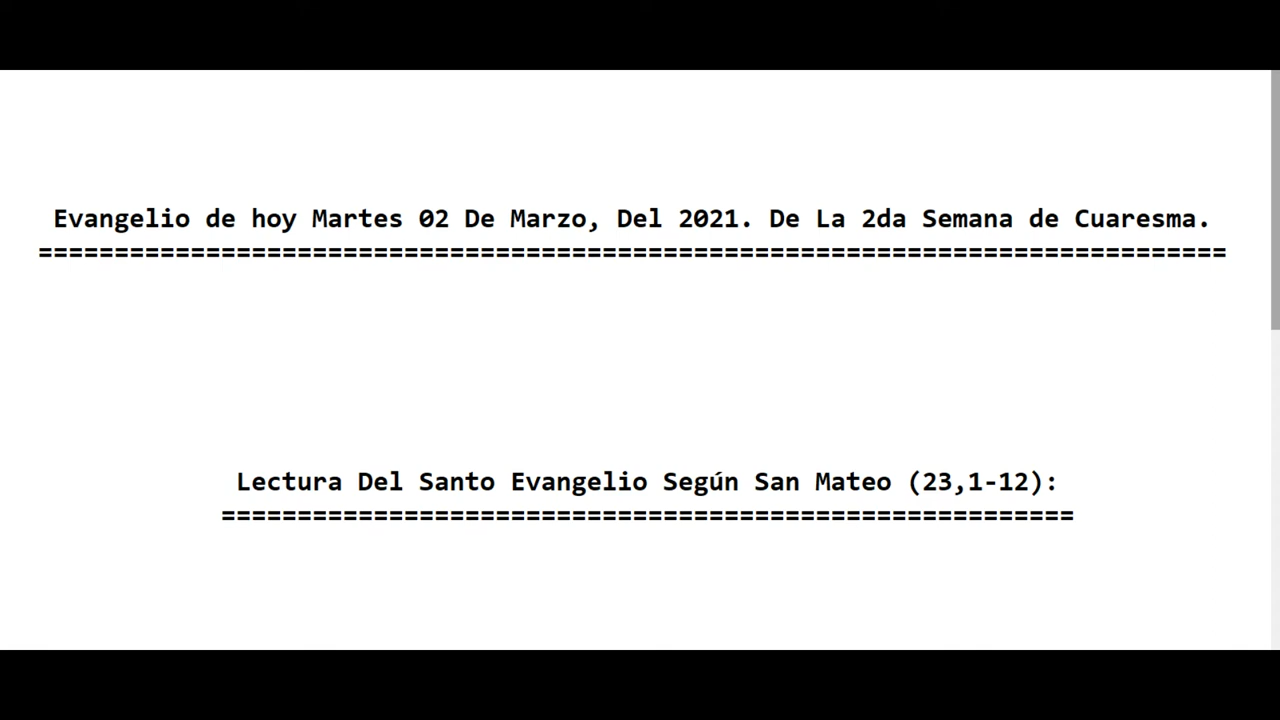 Evangelio de hoy Martes 02 De Marzo, Del 2021. De La 2da Semana de Cuaresma.
==============================================================================
Lectura Del Santo Evangelio Según San Mateo (23,1-12):
========================================================